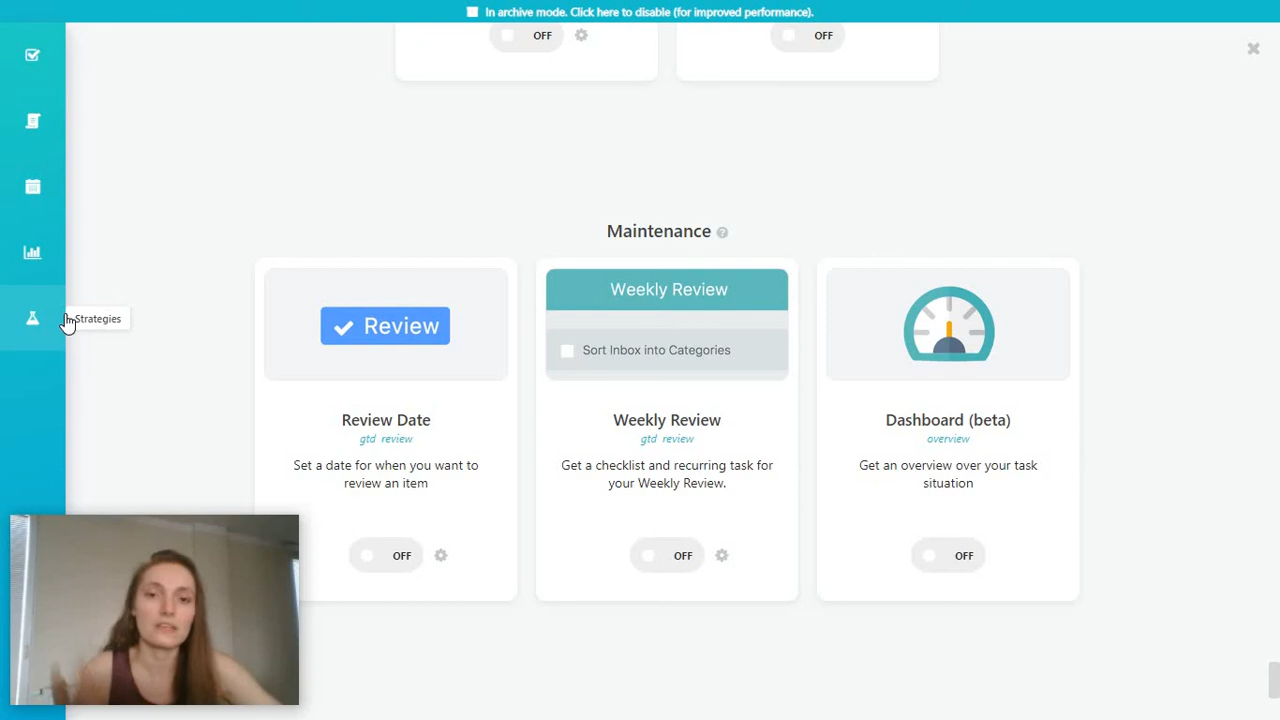 In archive mode. Click here to disable (for improved performance).
OFF
OFF
Maintenance
Strategies
Review
Weekly Review
Sort Inbox into Categories
Review Date
gtd review
Set a date for when you want to
review an item
OFF
Weekly Review
gtd review
Get a checklist and recurring task for
your Weekly Review.
OFF
Dashboard (beta)
overview
Get an overview over your task
situation
OFF